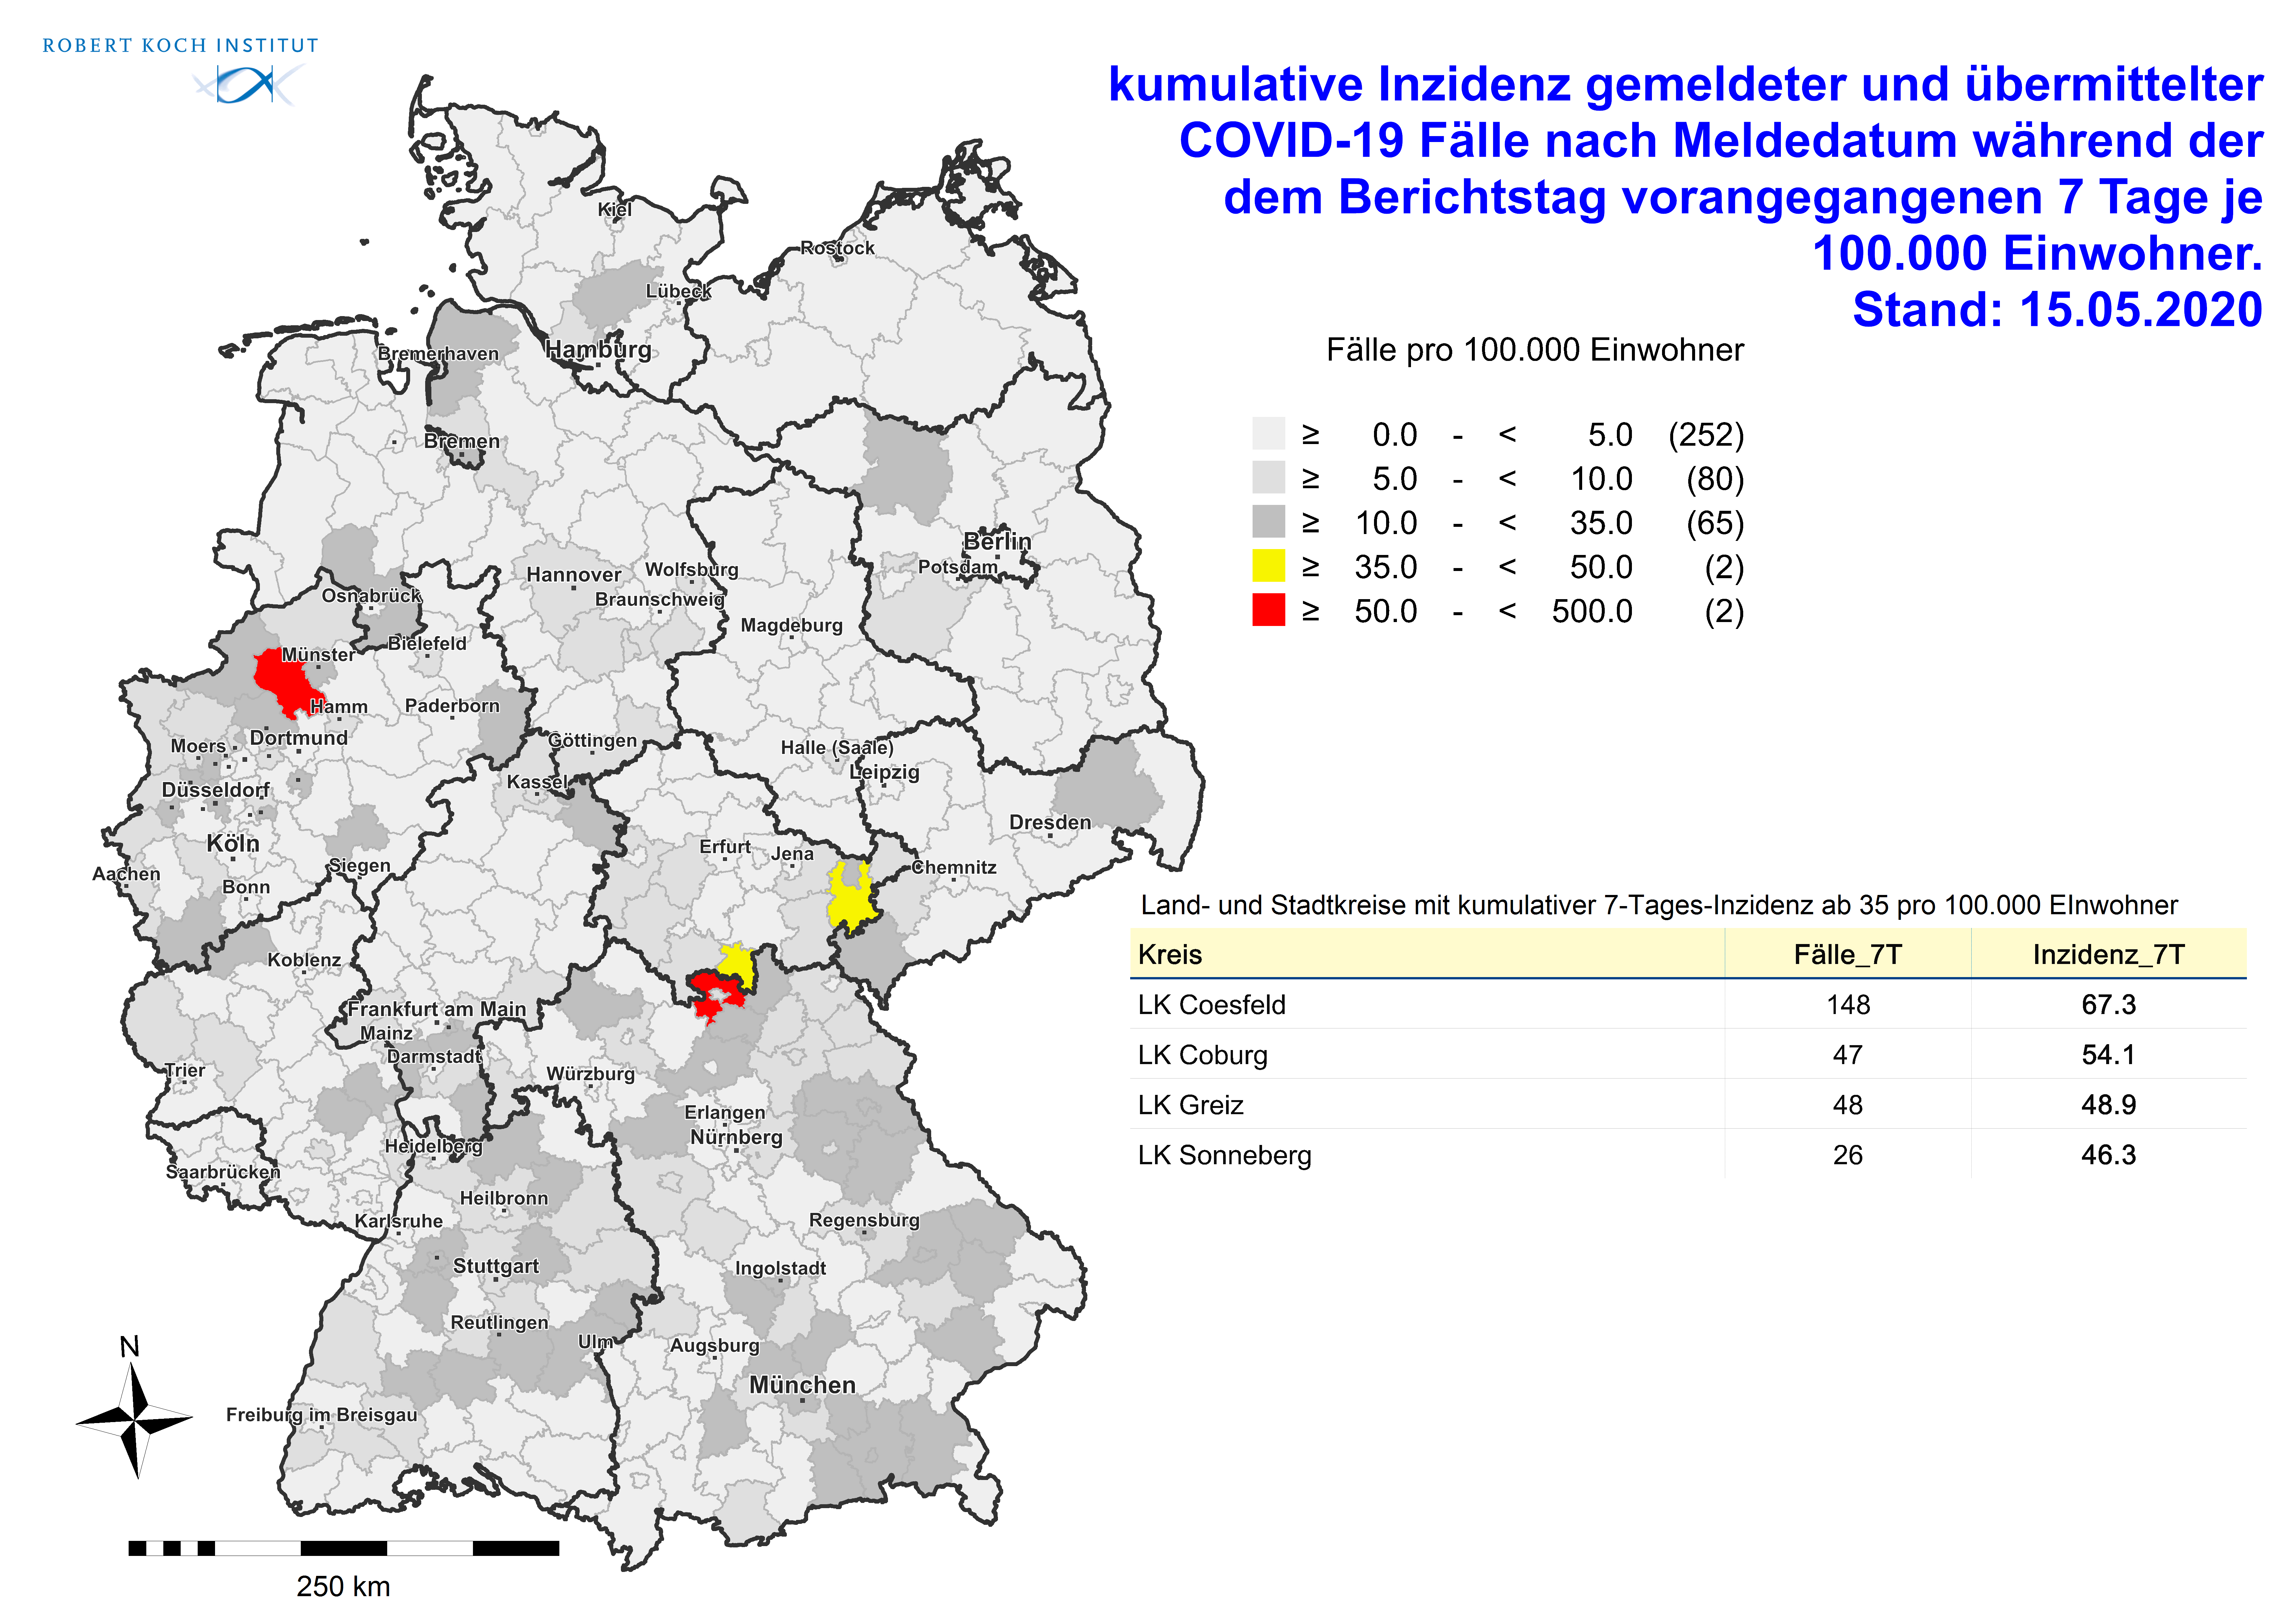 ROBERT KOCH INSTITUT
kumulative Inzidenz gemeldeter und übermittelter
COVID-19 Fälle nach Meldedatum während der
dem Berichtstag vorangegangenen 7 Tage je
100.000 Einwohner.
Stand: 15.05.2020
Fälle pro 100.000 Einwohner
≥ 0.0 - < 5.0 (252)
≥ 5.0 - < 10.0 (80)
≥ 10.0 - < 35.0 (65)
≥ 35.0 - < 50.0 (2)
≥ 50.0 - < 500.0 (2)
Kiel
Rostock
Lübeck
Hamburg
Bremerhaven
Bremen
Berlin
Potsdam
Hannover
Wolfsburg
Braunschweig
Osnabrück
Magdeburg
Bielefeld
Münster
Hamm
Paderborn
Dortmund
Moers
Göttingen
Halle (Saale)
Leipzig
Kassel
Düsseldorf
Dresden
Köln
Erfurt
Jena
Siegen
Chemnitz
Aachen
Bonn
Koblenz
Frankfurt am Main
Mainz
Darmstadt
Trier
Würzburg
Erlangen
Nürnberg
Heidelberg
Saarbrücken
Heilbronn
Karlsruhe
Regensburg
Stuttgart
Ingolstadt
Reutlingen
Ulm
Augsburg
München
Freiburg im Breisgau
Land- und Stadtkreise mit kumulativer 7-Tages-Inzidenz ab 35 pro 100.000 EInwohner
Kreis Fälle_7T Inzidenz_7T
LK Coesfeld 148 67.3
LK Coburg 47 54.1
LK Greiz 48 48.9
LK Sonneberg 26 46.3
N
250 km